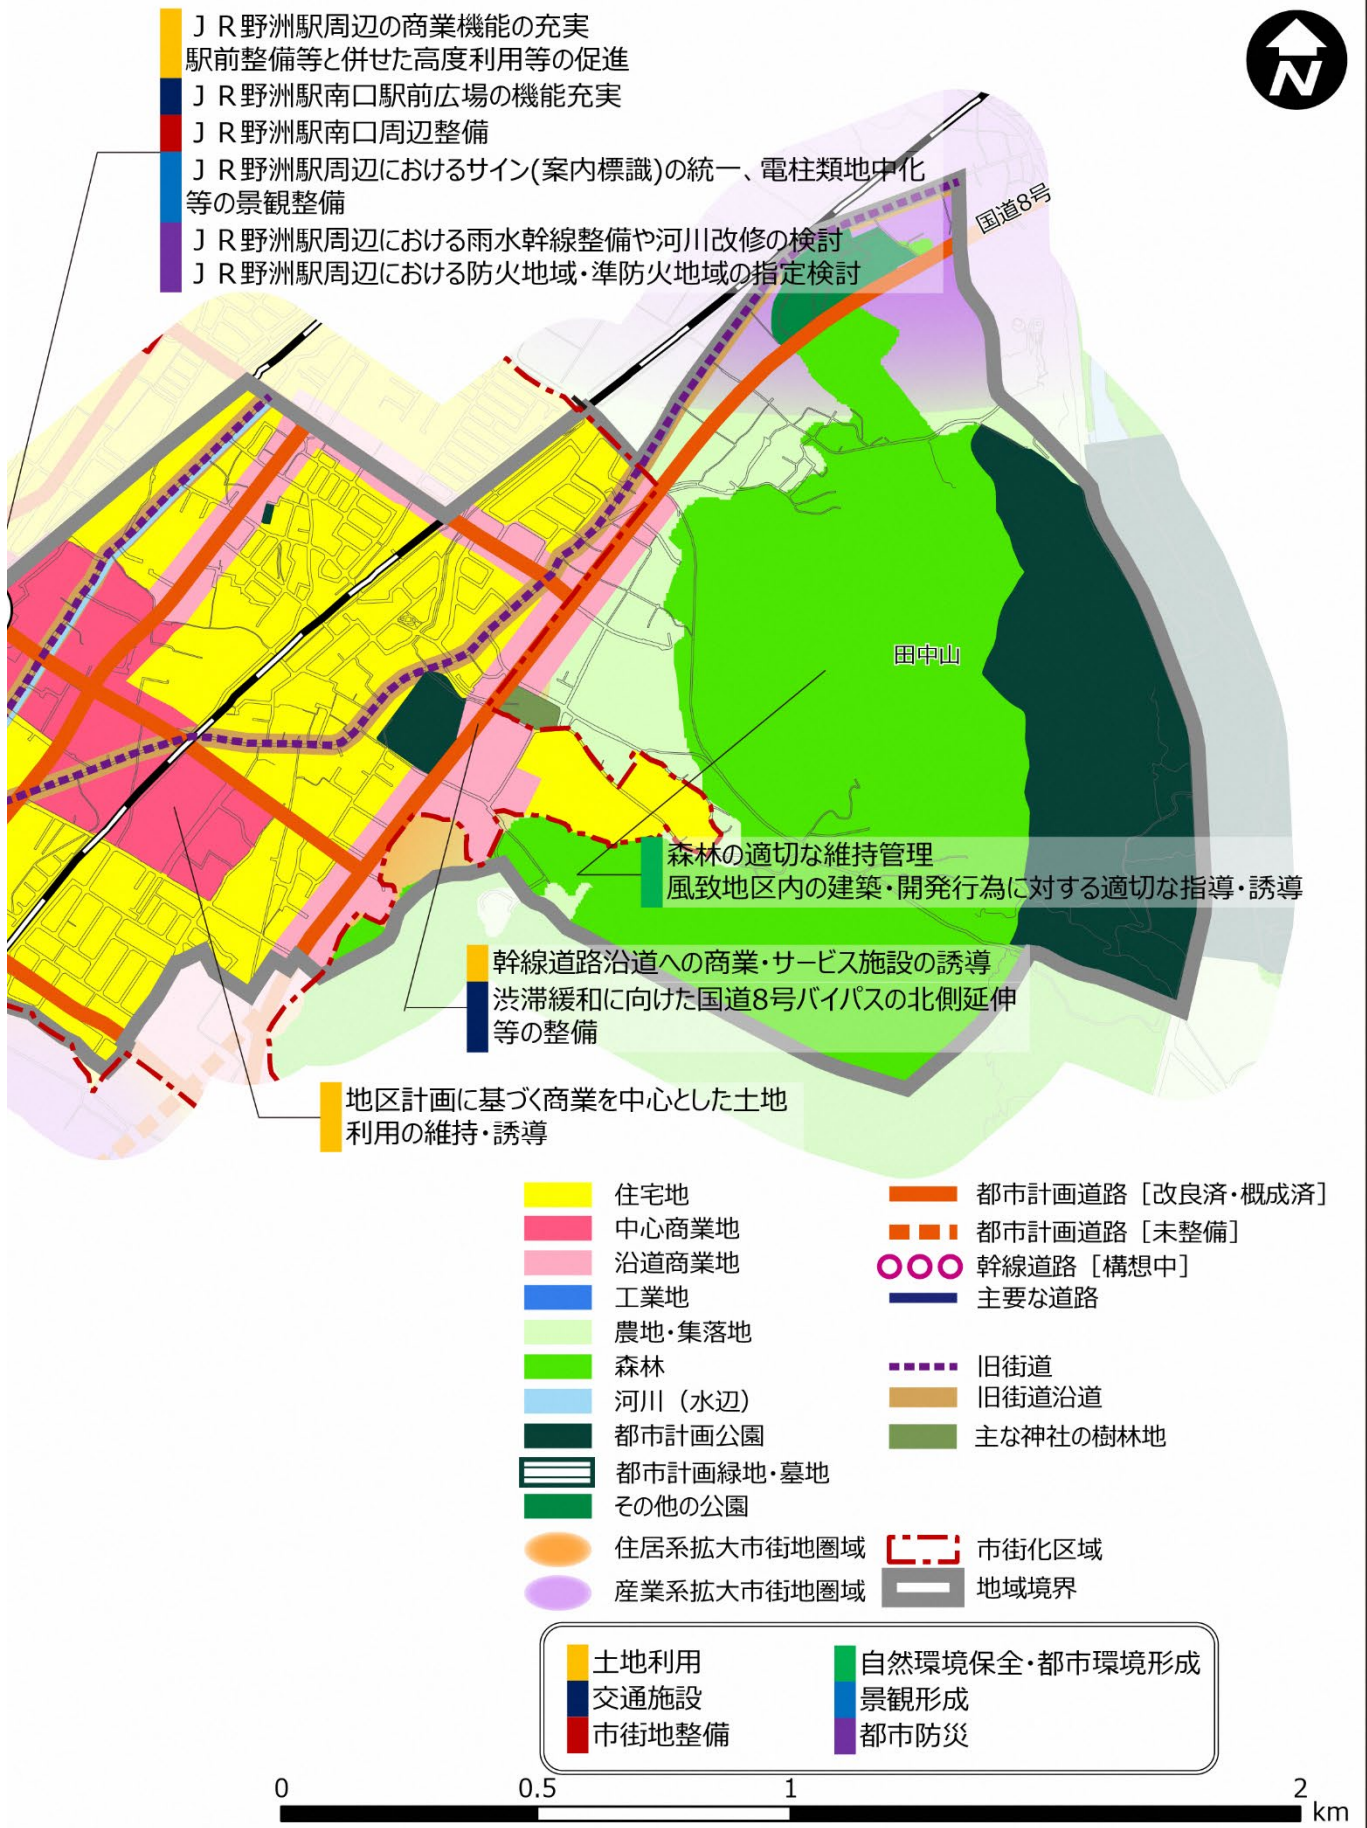 ＪＲ野洲駅周辺の商業機能の充実
駅前整備等と併せた高度利用等の促進
ＪＲ野洲駅南口駅前広場の機能充実
ＪＲ野洲駅南口周辺整備
ＪＲ野洲駅周辺におけるサイン(案内標識)の統一、電柱類地中化
等の景観整備
ＪＲ野洲駅周辺における雨水幹線整備や河川改修の検討
ＪＲ野洲駅周辺における防火地域・準防火地域の指定検討
N
国道8号
田中山
森林の適切な維持管理
風致地区内の建築・開発行為に対する適切な指導・誘導
幹線道路沿道への商業・サービス施設の誘導
渋滞緩和に向けた国道8号バイパスの北側延伸
等の整備
地区計画に基づく商業を中心とした土地
利用の維持・誘導
住宅地
中心商業地
沿道商業地
工業地
農地・集落地
森林
河川（水辺）
都市計画公園
都市計画緑地・墓地
その他の公園
住居系拡大市街地圏域
産業系拡大市街地圏域
都市計画道路［改良済・概成済］
都市計画道路［未整備］
幹線道路［構想中］
主要な道路
旧街道
旧街道沿道
主な神社の樹林地
市街化区域
地域境界
土地利用
交通施設
市街地整備
自然環境保全・都市環境形成
景観形成
都市防災
0 0.5 1 2 km